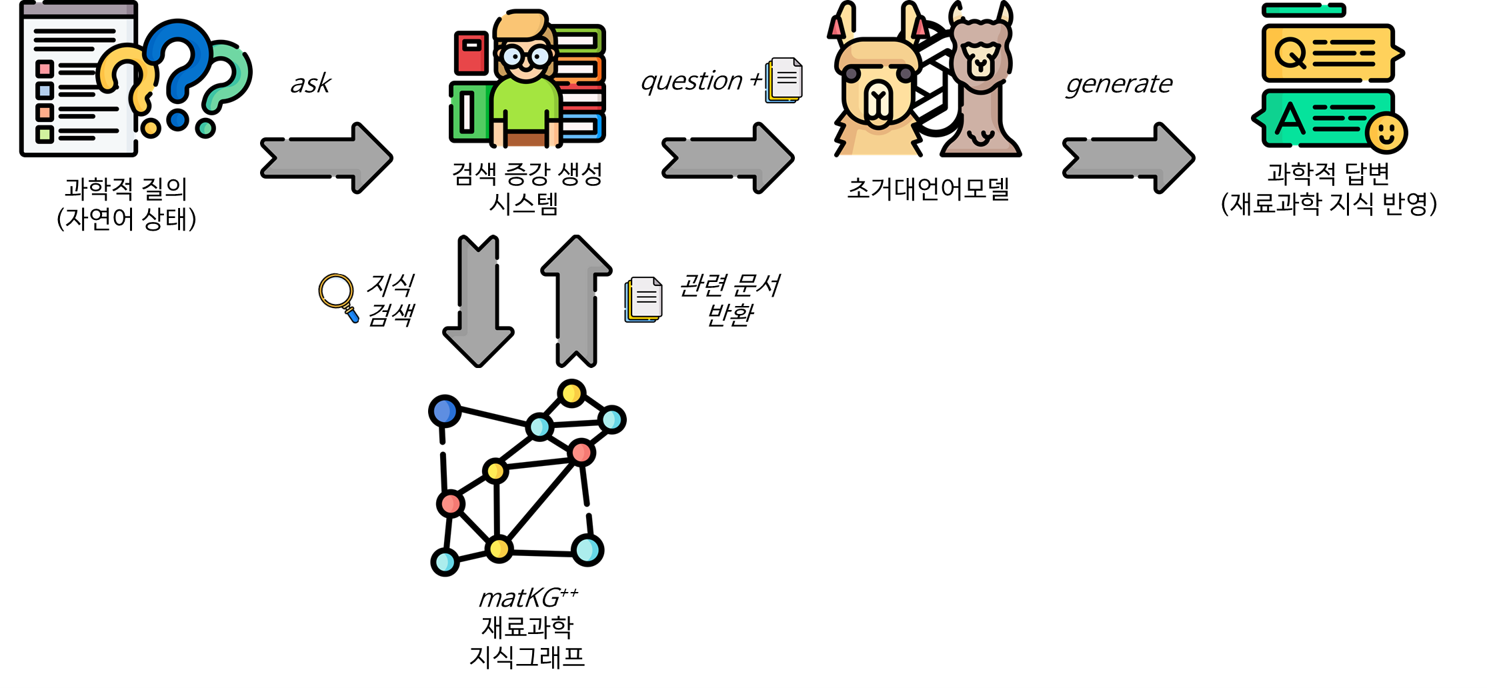 ask
question +
generate
Q
A
과학적 질의
(자연어 상태)
검색 증강 생성
시스템
초거대언어모델
과학적 답변
(재료과학 지식 반영)
지식
검색
관련 문서
반환
matKG⁺⁺
재료과학
지식그래프